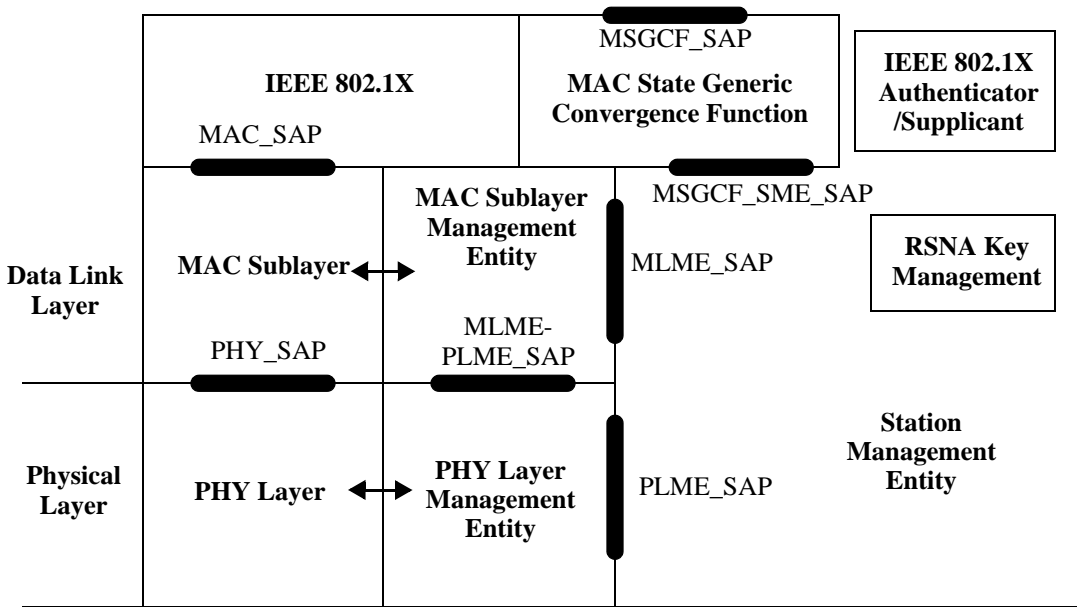 MSGCF_SAP
IEEE 802.1X
MAC State Generic
Convergence Function
IEEE 802.1X
Authenticator
/Supplicant
MAC_SAP
MSGCF_SME_SAP
MAC Sublayer
Management
Entity
MAC Sublayer
MLME_SAP
RSNA Key
Management
Data Link
Layer
PHY_SAP
MLME-
PLME_SAP
Station
Management
Entity
Physical
Layer
PHY Layer
PHY Layer
Management
Entity
PLME_SAP